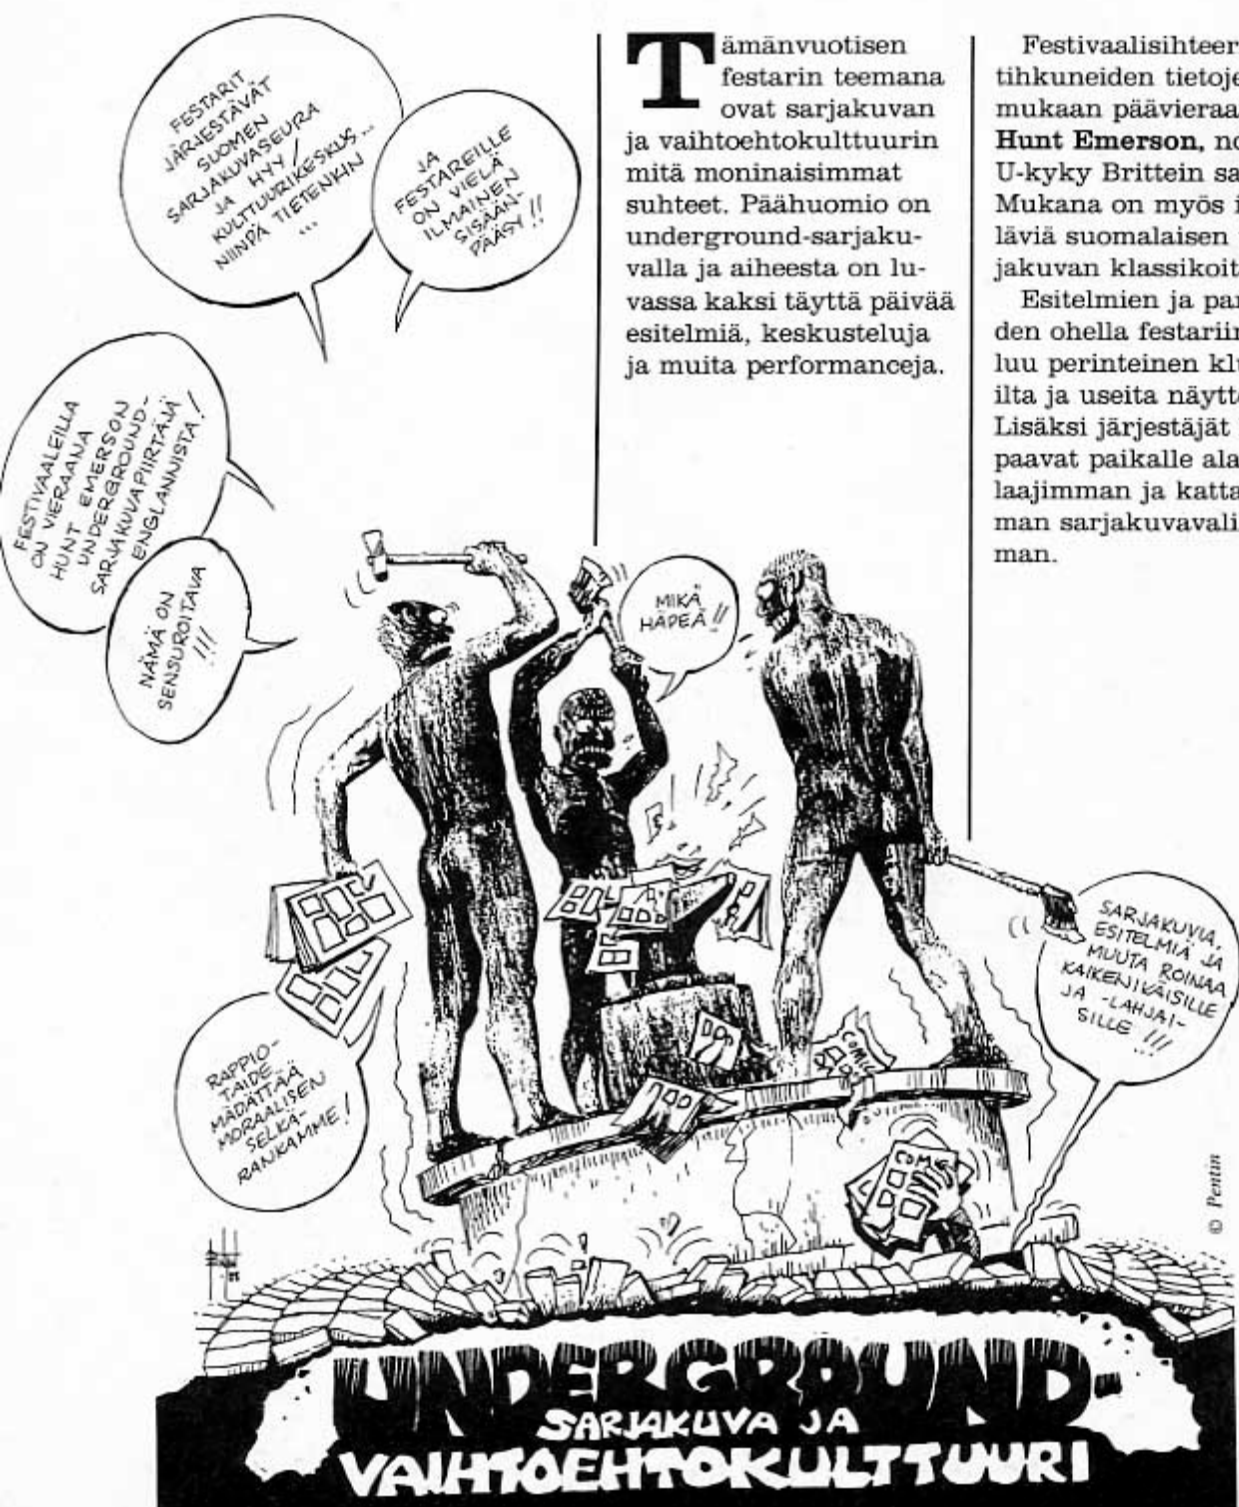 FESTARIT
JÄRJESTÄVÄT
SUOMEN
SARJAKUVASEURA
JA HYY!
KULTTUURIKESKUS...
NIINPÄ TIETENKIN
...
JA
FESTAREILLE
ON VIELÄ
ILMAINEN
SISÄÄN-
PÄÄSY!!
FESTIVAALEILLA
ON VIERAANA
HUNT EMERSON
UNDERGROUND-
SARJAKUVAPIIRTÄJÄ
ENGLANNISTA!
NÄMÄ ON
SENSUROITAVA
!!!
Tämänvuotisen
festarin teemana
ovat sarjakuvan
ja vaihtoehtokulttuurin
mitä moninaisimmat
suhteet. Päähuomio on
underground-sarjaku-
valla ja aiheesta on lu-
vassa kaksi täyttä päivää
esitelmiä, keskusteluja
ja muita performanceja.
Festivaalisihteer
tihkuneiden tietoje
mukaan päävieraa
Hunt Emerson, no
U-kyky Brittein sa
Mukana on myös i
läviä suomalaisen
jakuvan klassikoit
Esitelmien ja pa
den ohella festariin
luu perinteinen klu
ilta ja useita näytt
Lisäksi järjestäjät
paavat paikalle ala
laajimman ja katta
man sarjakuvavali
man.
MIKÄ
HÄPEÄ!!
RAPPIO-
TAIDE
MÄDÄTTÄÄ
MORAALISEN
SELKÄ-
RANKAMME!
SARJAKUVIA,
ESITELMIÄ JA
MUUTA ROINAA
KAIKENIKÄISILLE
JA -LAHJAI-
SILLE !!!
COMIC
© Pentin
UNDERGROUND-
SARJAKUVA JA
VAIHTOEHTOKULTTUURI